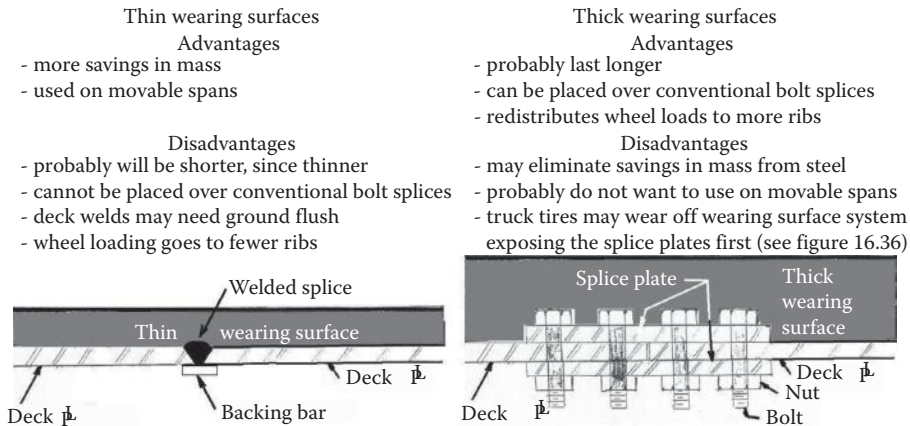 Thin wearing surfaces
Advantages
- more savings in mass
- used on movable spans
Disadvantages
- probably will be shorter, since thinner
- cannot be placed over conventional bolt splices
- deck welds may need ground flush
- wheel loading goes to fewer ribs
Welded splice
Thin wearing surface
Deck ℄
Deck ℄
Backing bar
Thick wearing surfaces
Advantages
- probably last longer
- can be placed over conventional bolt splices
- redistributes wheel loads to more ribs
Disadvantages
- may eliminate savings in mass from steel
- probably do not want to use on movable spans
- truck tires may wear off wearing surface system
exposing the splice plates first (see figure 16.36)
Splice plate
Thick
wearing
surface
Deck PL
Nut
Deck PL
Bolt